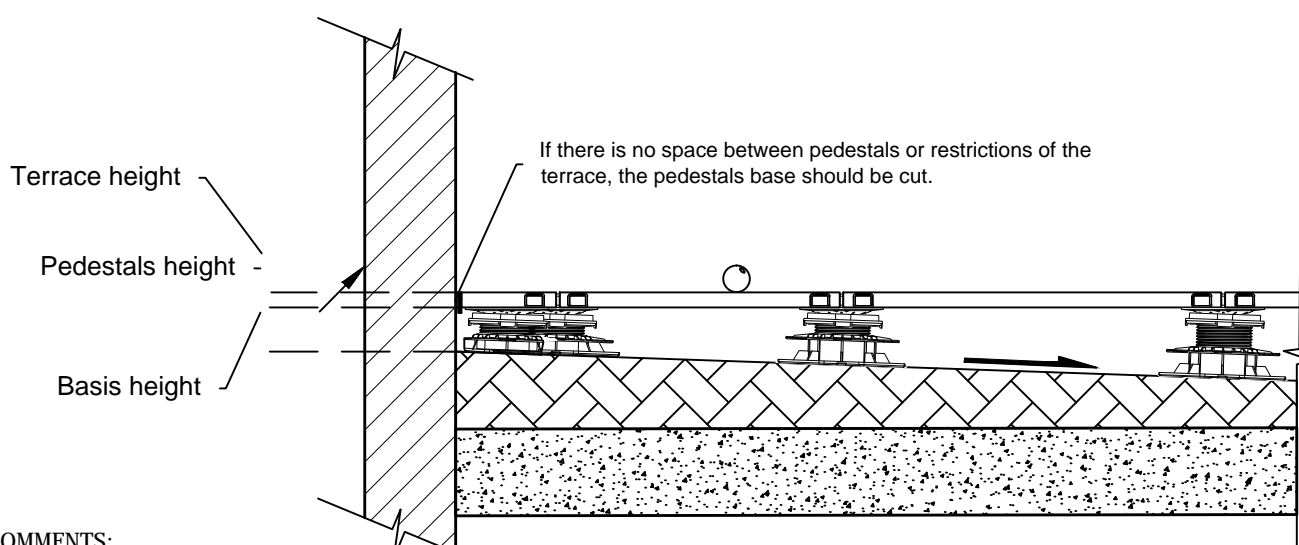 If there is no space between pedestals or restrictions of the
terrace, the pedestals base should be cut.
Terrace height
Pedestals height
Basis height
OMMENTS: